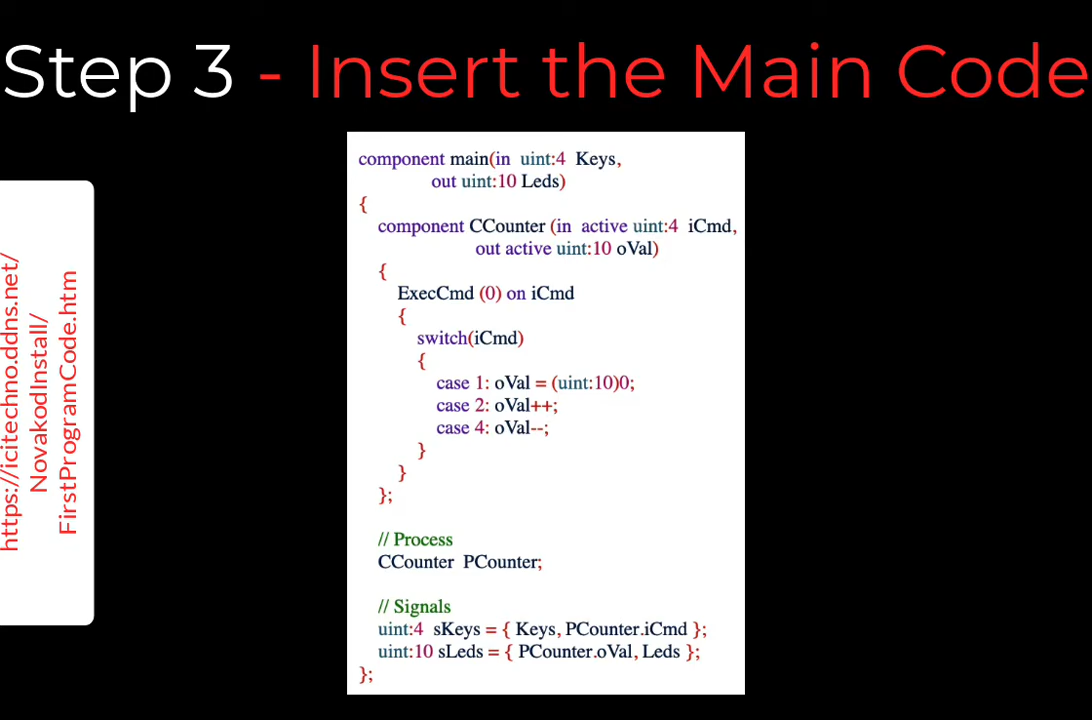 Step 3 - Insert the Main Code
https://icitechno.ddns.net/
NovakodInstall/
FirstProgramCode.htm
component main(in  uint:4  Keys,
out uint:10 Leds)
{
component CCounter (in  active uint:4  iCmd,
out active uint:10 oVal)
{
ExecCmd (0) on iCmd
{
switch(iCmd)
{
case 1: oVal = (uint:10)0;
case 2: oVal++;
case 4: oVal--;
}
}
};
// Process
CCounter  PCounter;
// Signals
uint:4  sKeys = { Keys, PCounter.iCmd };
uint:10 sLeds = { PCounter.oVal, Leds };
};